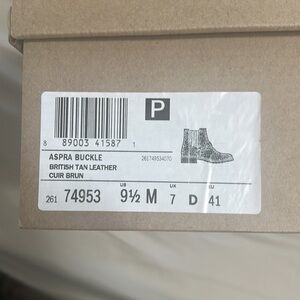 P
8 89003 41587 1
ASPRA BUCKLE 261749534070
BRITISH TAN LEATHER
CUIR BRUN
US UK EU
261 74953 9½ M 7 D 41